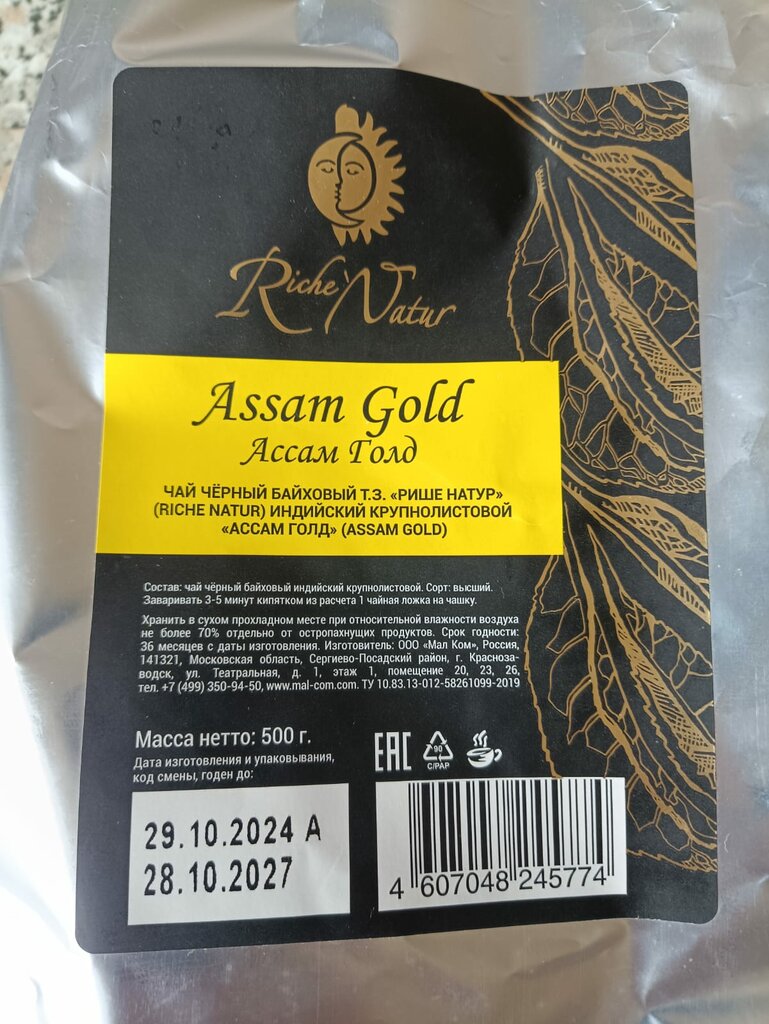 Riche Natur
Assam Gold
Ассам Голд
ЧАЙ ЧЁРНЫЙ БАЙХОВЫЙ Т.З. «РИШЕ НАТУР»
(RICHE NATUR) ИНДИЙСКИЙ КРУПНОЛИСТОВОЙ
«АССАМ ГОЛД» (ASSAM GOLD)
Состав: чай чёрный байховый индийский крупнолистовой. Сорт: высший.
Заваривать 3-5 минут кипятком из расчета 1 чайная ложка на чашку.
Хранить в сухом прохладном месте при относительной влажности воздуха
не более 70% отдельно от остропахнущих продуктов. Срок годности:
36 месяцев с даты изготовления. Изготовитель: ООО «Мал Ком», Россия,
141321, Московская область, Сергиево-Посадский район, г. Красноза-
водск, ул. Театральная, д. 1, этаж 1, помещение 20, 23, 26,
тел. +7 (499) 350-94-50, www.mal-com.com. ТУ 10.83.13-012-58261099-2019
Масса нетто: 500 г.
Дата изготовления и упаковывания,
код смены, годен до:
EAC
90
C/PAP
29.10.2024 A
28.10.2027
4 607048 245774